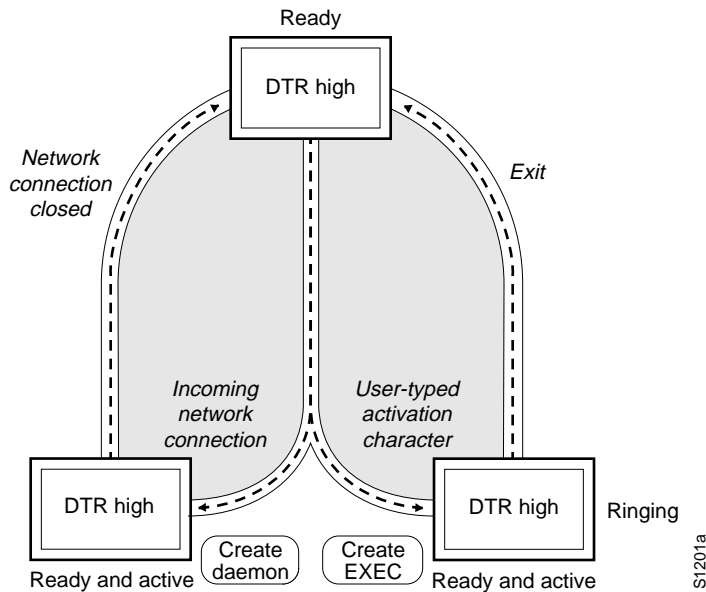 Ready
DTR high
Network
connection
closed
Exit
Incoming
network
connection
User-typed
activation
character
DTR high
DTR high
Ringing
Create
daemon
Create
EXEC
Ready and active
Ready and active
S1201a